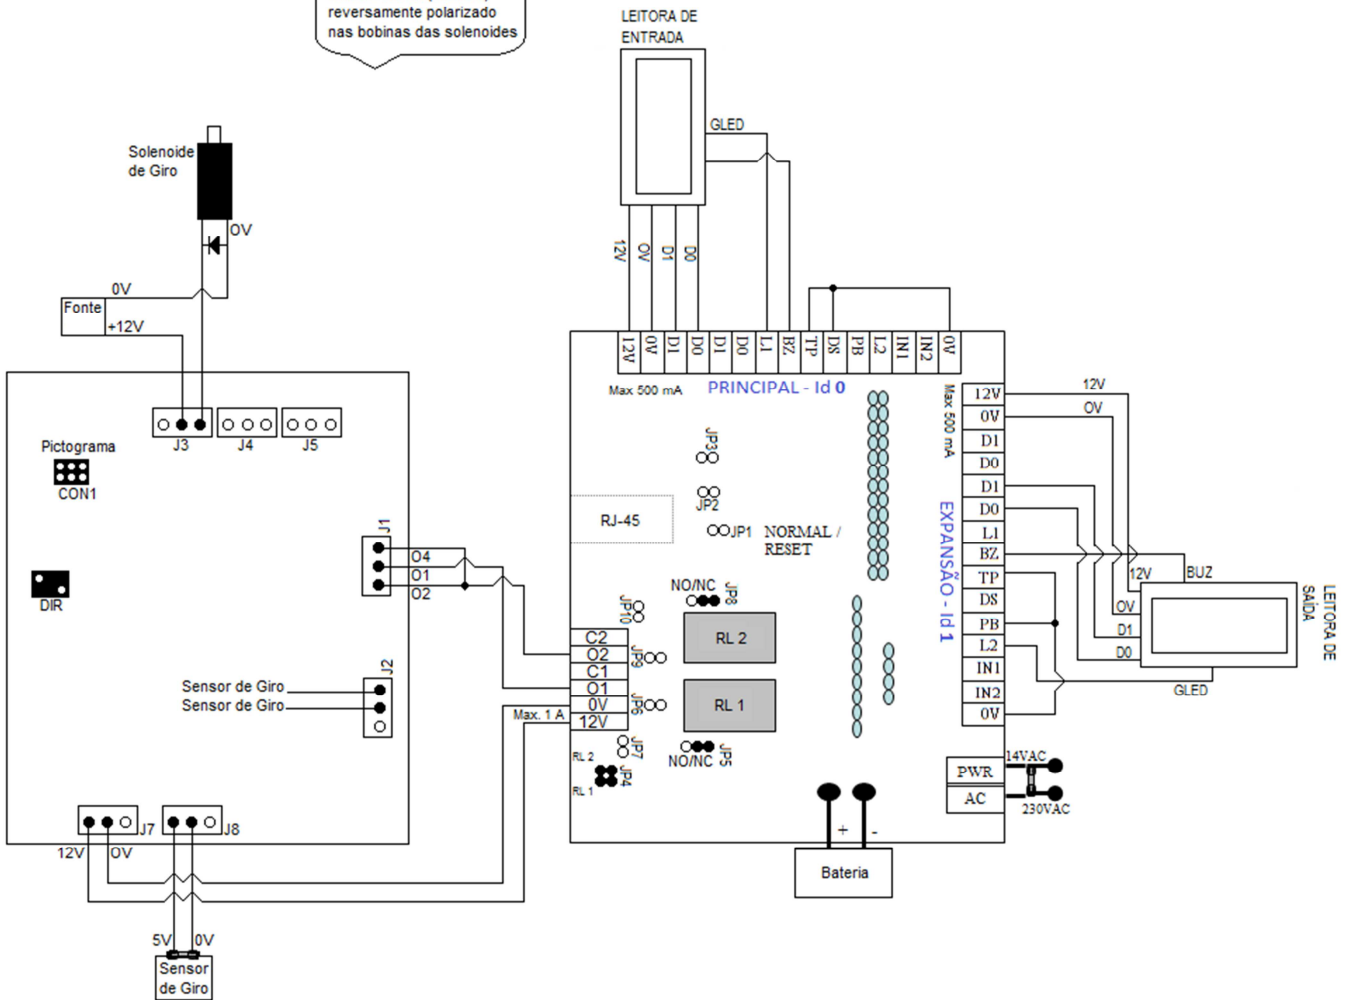 reversamente polarizado
nas bobinas das solenoides
LEITORA DE
ENTRADA
GLED
Solenoide
de Giro
0V
12V
0V
D1
D0
0V
Fonte
+12V
12V
0V
D1
D0
D1
D0
L1
BZ
TP
DS
PB
L2
IN1
IN2
0V
Max 500 mA
PRINCIPAL - Id 0
Max 500 mA
12V
0V
D1
D0
D1
D0
L1
BZ
TP
DS
PB
L2
IN1
IN2
0V
12V
0V
EXPANSÃO - Id 1
J3
J4
J5
Pictograma
CON1
DIR
J1
O4
O1
O2
J2
Sensor de Giro
Sensor de Giro
JP3
JP2
JP1
NORMAL /
RESET
RJ-45
NO/NC
JP8
JP10
RL 2
C2
O2
C1
O1
0V
12V
JP9
JP6
RL 1
Max. 1 A
JP7
NO/NC
JP5
RL 2
JP4
RL 1
BUZ
12V
0V
D1
D0
GLED
LEITORA DE
SAÍDA
PWR
AC
14VAC
230VAC
+
-
Bateria
J7
J8
12V
0V
5V
0V
Sensor
de Giro